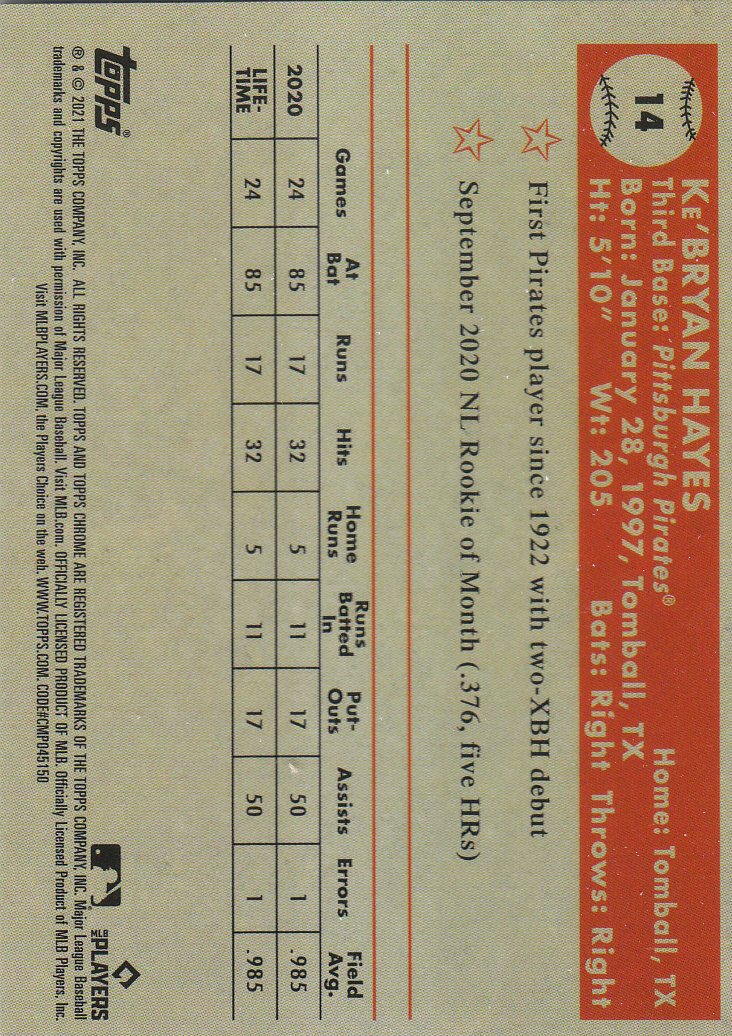 14
KE'BRYAN HAYES
Third Base: Pittsburgh Pirates® Home: Tomball, TX
Born: January 28, 1997, Tomball, TX
Ht: 5'10" Wt: 205 Bats: Right Throws: Right
First Pirates player since 1922 with two-XBH debut
September 2020 NL Rookie of Month (.376, five HRs)
Games At Bat Runs Hits Home Runs Runs Batted In Put-Outs Assists Errors Field Avg.
2020 24 85 17 32 5 11 17 50 1 .985
LIFE-TIME 24 85 17 32 5 11 17 50 1 .985
topps®
MLB PLAYERS
® & © 2021 THE TOPPS COMPANY, INC. ALL RIGHTS RESERVED. TOPPS AND TOPPS CHROME ARE REGISTERED TRADEMARKS OF THE TOPPS COMPANY, INC. Major League Baseball
trademarks and copyrights are used with permission of Major League Baseball. Visit MLB.com. OFFICIALLY LICENSED PRODUCT OF MLB. Officially Licensed Product of MLB Players, Inc.
Visit MLBPLAYERS.COM, the Players Choice on the web. WWW.TOPPS.COM. CODE#CMP045150